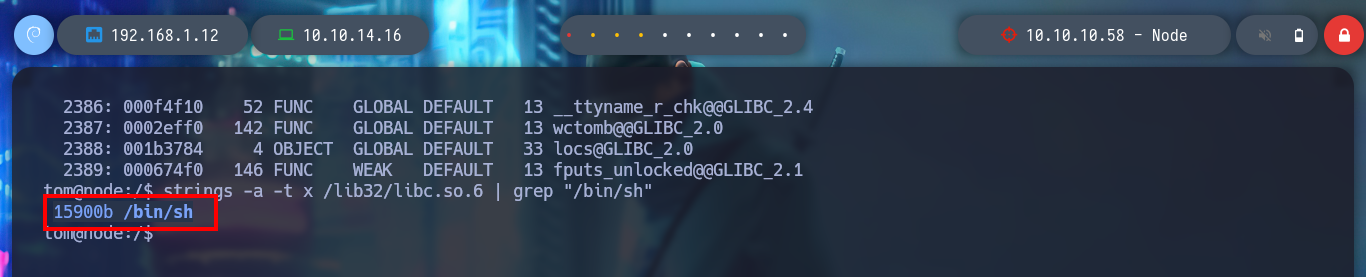 192.168.1.12 10.10.14.16 10.10.10.58 - Node
2386: 000f4f10 52 FUNC GLOBAL DEFAULT 13 __ttyname_r_chk@@GLIBC_2.4
2387: 0002eff0 142 FUNC GLOBAL DEFAULT 13 wctomb@@GLIBC_2.0
2388: 001b3784 4 OBJECT GLOBAL DEFAULT 33 locs@GLIBC_2.0
2389: 000674f0 146 FUNC WEAK DEFAULT 13 fputs_unlocked@@GLIBC_2.1
tom@node:/$ strings -a -t x /lib32/libc.so.6 | grep "/bin/sh"
15900b /bin/sh
tom@node:/$